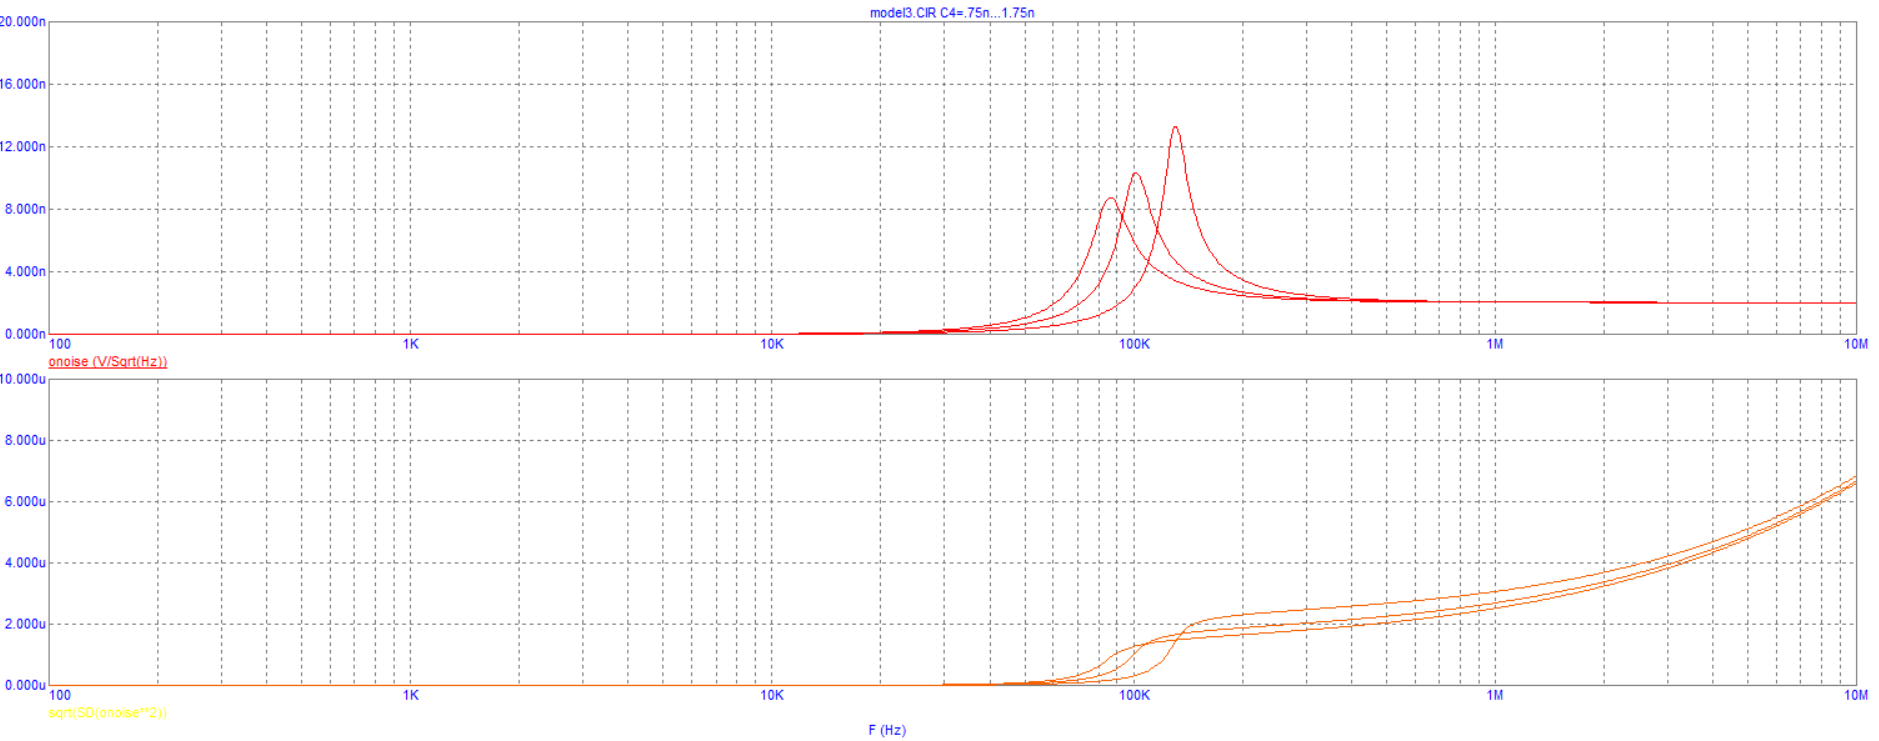 model3.CIR C4=.75n...1.75n
20.000n
16.000n
12.000n
8.000n
4.000n
0.000n
100 1K 10K 100K 1M 10M
onoise (V/Sqrt(Hz))
10.000u
8.000u
6.000u
4.000u
2.000u
0.000u
100 1K 10K 100K 1M 10M
sqrt(SD(onoise**2))
F (Hz)